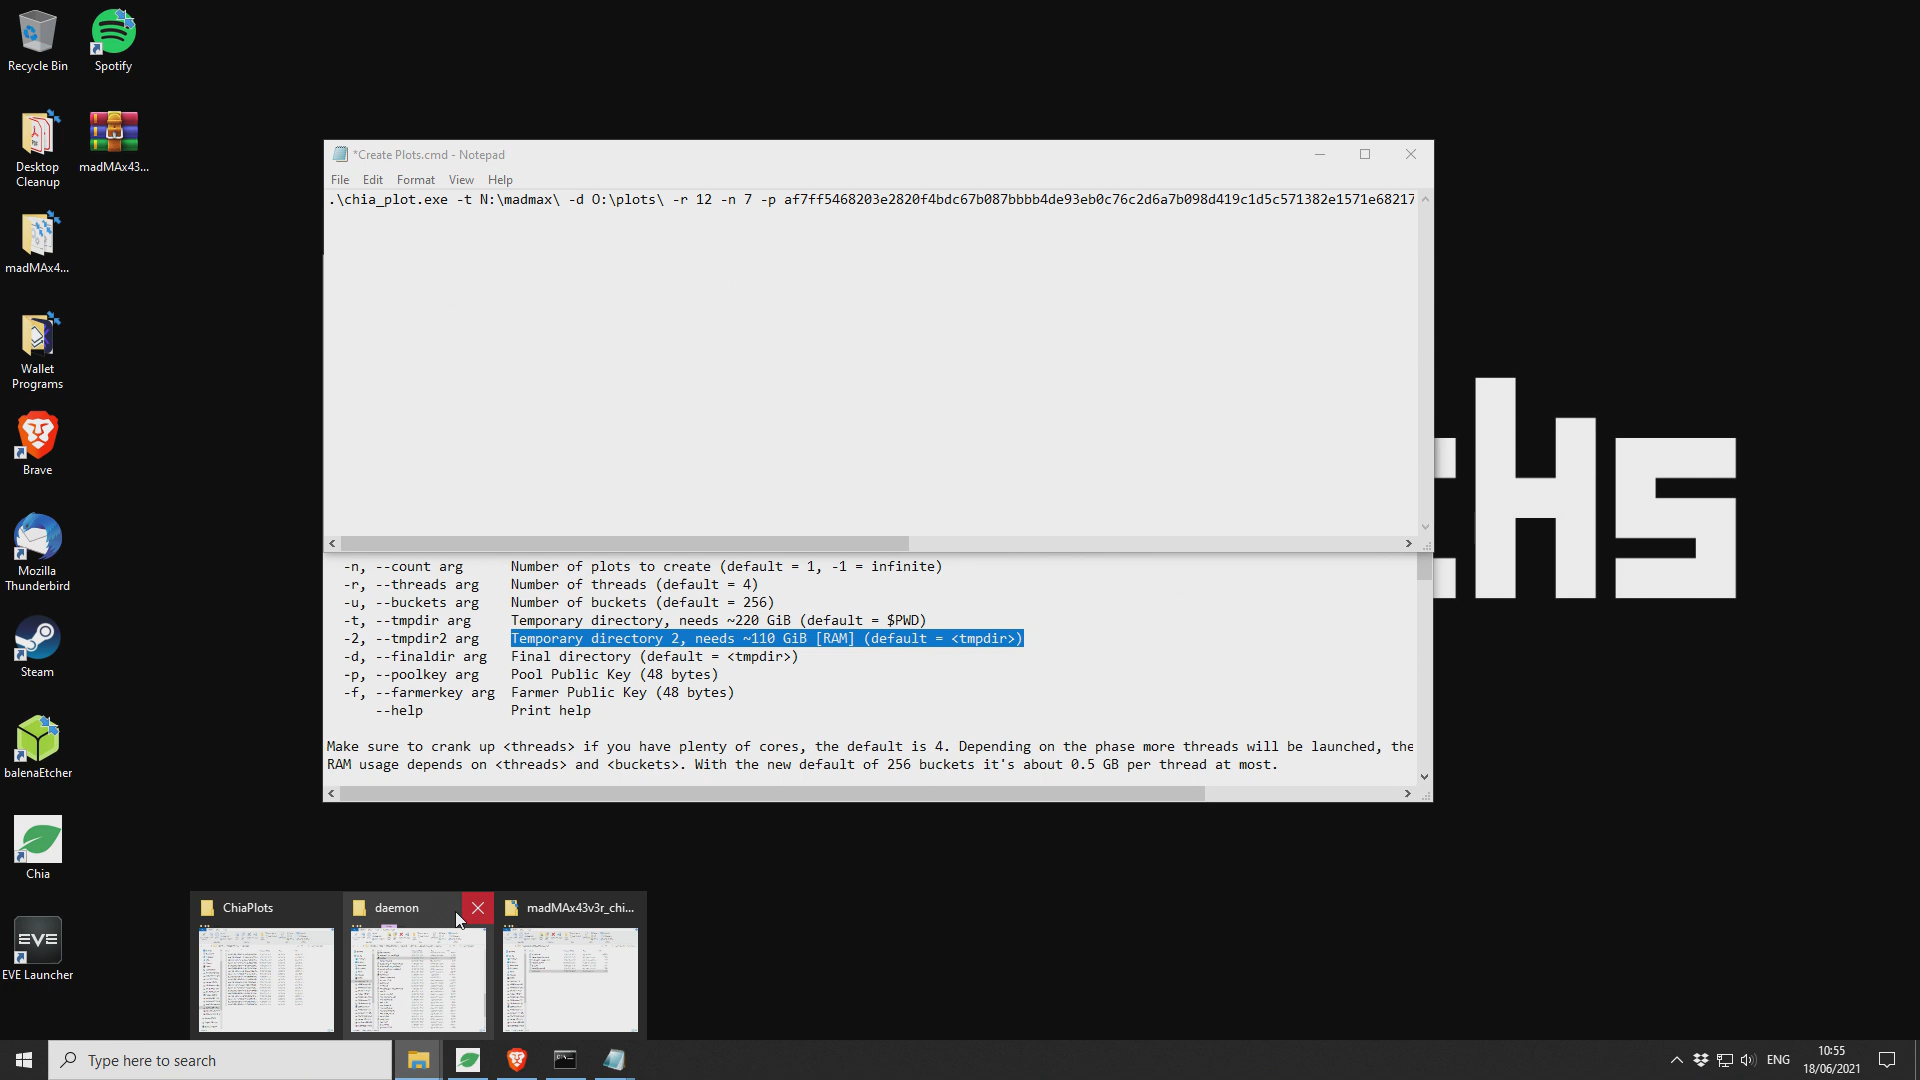 Recycle Bin
Spotify
Desktop
Cleanup
madMAx43...
madMAx4...
Wallet
Programs
Brave
Mozilla
Thunderbird
Steam
balenaEtcher
Chia
EVE
EVE Launcher
*Create Plots.cmd - Notepad
File Edit Format View Help
.\chia_plot.exe -t N:\madmax\ -d O:\plots\ -r 12 -n 7 -p af7ff5468203e2820f4bdc67b087bbbb4de93eb0c76c2d6a7b098d419c1d5c571382e1571e68217
-n, --count arg Number of plots to create (default = 1, -1 = infinite)
-r, --threads arg Number of threads (default = 4)
-u, --buckets arg Number of buckets (default = 256)
-t, --tmpdir arg Temporary directory, needs ~220 GiB (default = $PWD)
-2, --tmpdir2 arg Temporary directory 2, needs ~110 GiB [RAM] (default = <tmpdir>)
-d, --finaldir arg Final directory (default = <tmpdir>)
-p, --poolkey arg Pool Public Key (48 bytes)
-f, --farmerkey arg Farmer Public Key (48 bytes)
--help Print help
Make sure to crank up <threads> if you have plenty of cores, the default is 4. Depending on the phase more threads will be launched, the
RAM usage depends on <threads> and <buckets>. With the new default of 256 buckets it's about 0.5 GB per thread at most.
hs
ChiaPlots
daemon
madMAx43v3r_chi...
Type here to search
ENG
10:55
18/06/2021